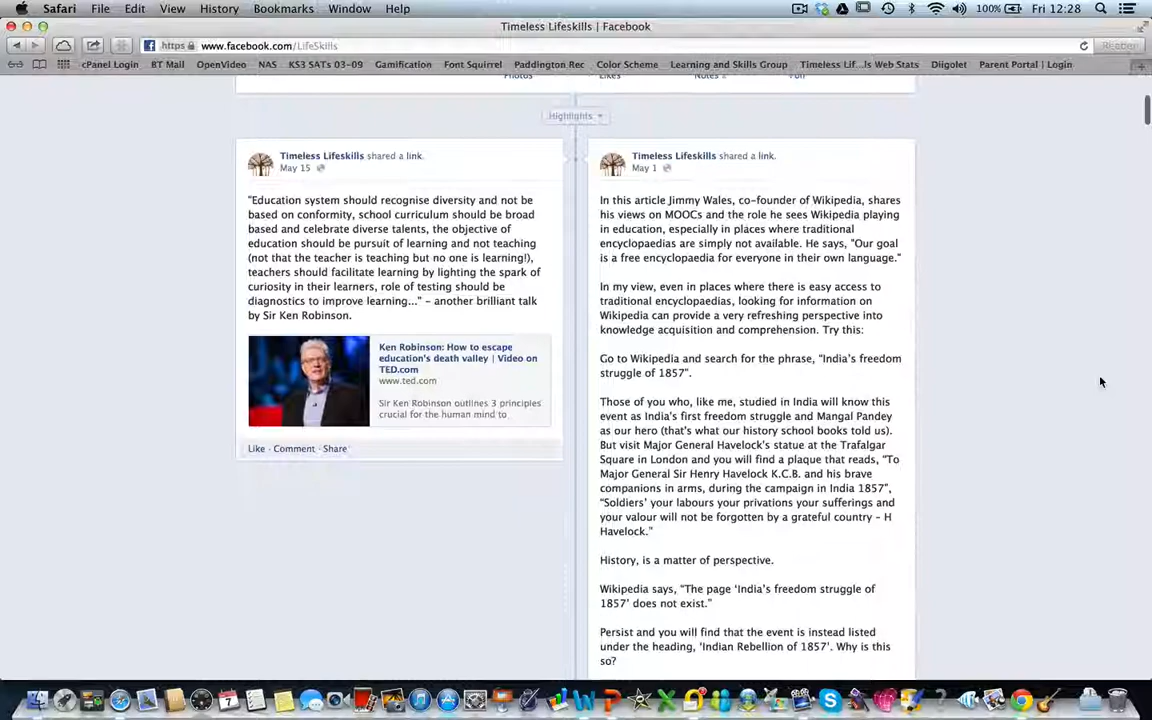 Safari File Edit View History Bookmarks Window Help 100% Fri 12:28
Timeless Lifeskills | Facebook
https www.facebook.com/LifeSkills Reader
cPanel Login BT Mail OpenVideo NAS KS3 SATs 03-09 Gamification Font Squirrel Paddington Rec Color Scheme Learning and Skills Group Timeless Lif...ls Web Stats Diigolet Parent Portal | Login
Photos Likes Notes
Highlights
Timeless Lifeskills shared a link.
May 15
"Education system should recognise diversity and not be
based on conformity, school curriculum should be broad
based and celebrate diverse talents, the objective of
education should be pursuit of learning and not teaching
(not that the teacher is teaching but no one is learning!),
teachers should facilitate learning by lighting the spark of
curiosity in their learners, role of testing should be
diagnostics to improve learning..." - another brilliant talk
by Sir Ken Robinson.
Ken Robinson: How to escape
education's death valley | Video on
TED.com
www.ted.com
Sir Ken Robinson outlines 3 principles
crucial for the human mind to
Like · Comment · Share
Timeless Lifeskills shared a link.
May 1
In this article Jimmy Wales, co-founder of Wikipedia, shares
his views on MOOCs and the role he sees Wikipedia playing
in education, especially in places where traditional
encyclopaedias are simply not available. He says, "Our goal
is a free encyclopaedia for everyone in their own language."
In my view, even in places where there is easy access to
traditional encyclopaedias, looking for information on
Wikipedia can provide a very refreshing perspective into
knowledge acquisition and comprehension. Try this:
Go to Wikipedia and search for the phrase, "India's freedom
struggle of 1857".
Those of you who, like me, studied in India will know this
event as India's first freedom struggle and Mangal Pandey
as our hero (that's what our history school books told us).
But visit Major General Havelock's statue at the Trafalgar
Square in London and you will find a plaque that reads, "To
Major General Sir Henry Havelock K.C.B. and his brave
companions in arms, during the campaign in India 1857",
"Soldiers' your labours your privations your sufferings and
your valour will not be forgotten by a grateful country - H
Havelock."
History, is a matter of perspective.
Wikipedia says, "The page 'India's freedom struggle of
1857' does not exist."
Persist and you will find that the event is instead listed
under the heading, 'Indian Rebellion of 1857'. Why is this
so?